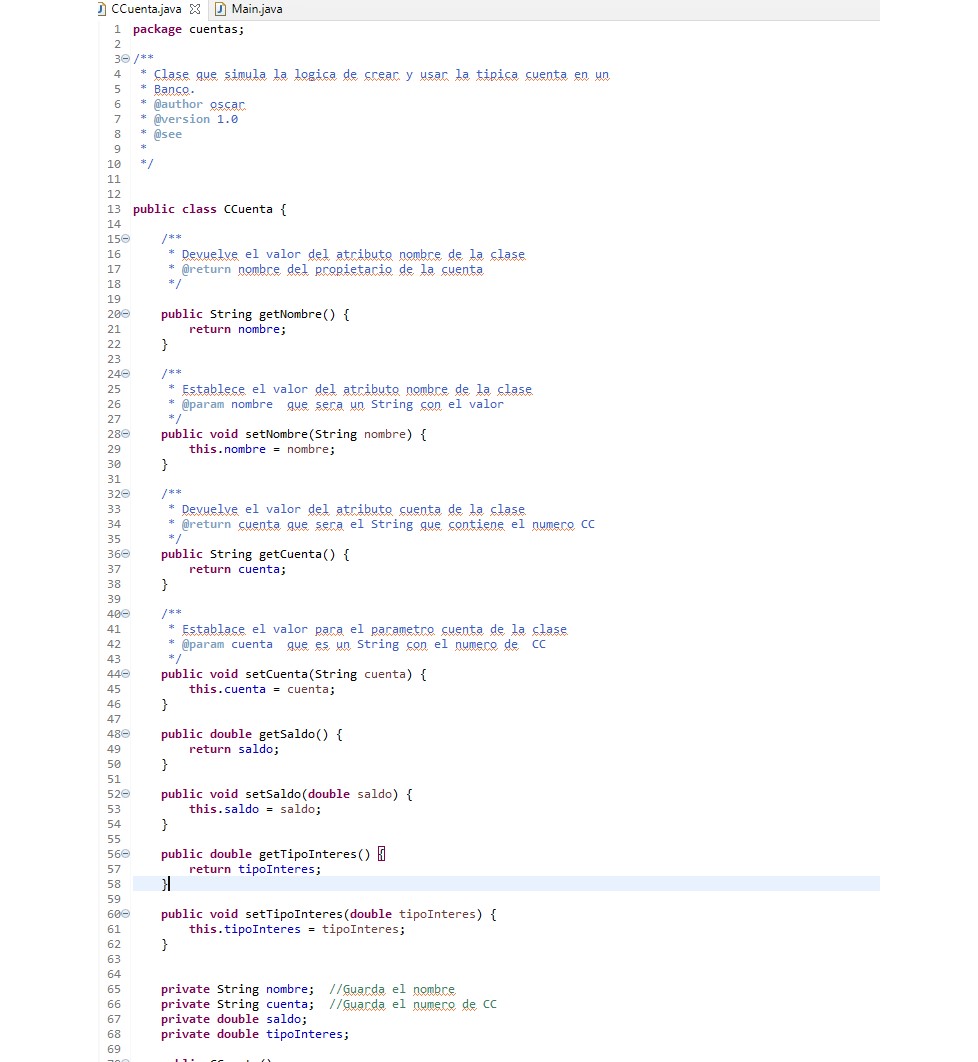 CCuenta.java Main.java
1 package cuentas;
2
3 /**
4 * Clase que simula la logica de crear y usar la tipica cuenta en un
5 * Banco.
6 * @author oscar
7 * @version 1.0
8 * @see
9 *
10 */
11
12
13 public class CCuenta {
14
15 /**
16 * Devuelve el valor del atributo nombre de la clase
17 * @return nombre del propietario de la cuenta
18 */
19
20 public String getNombre() {
21 return nombre;
22 }
23
24 /**
25 * Establece el valor del atributo nombre de la clase
26 * @param nombre  que sera un String con el valor
27 */
28 public void setNombre(String nombre) {
29 this.nombre = nombre;
30 }
31
32 /**
33 * Devuelve el valor del atributo cuenta de la clase
34 * @return cuenta que sera el String que contiene el numero CC
35 */
36 public String getCuenta() {
37 return cuenta;
38 }
39
40 /**
41 * Establace el valor para el parametro cuenta de la clase
42 * @param cuenta  que es un String con el numero de  CC
43 */
44 public void setCuenta(String cuenta) {
45 this.cuenta = cuenta;
46 }
47
48 public double getSaldo() {
49 return saldo;
50 }
51
52 public void setSaldo(double saldo) {
53 this.saldo = saldo;
54 }
55
56 public double getTipoInteres() {
57 return tipoInteres;
58 }
59
60 public void setTipoInteres(double tipoInteres) {
61 this.tipoInteres = tipoInteres;
62 }
63
64
65 private String nombre;  //Guarda el nombre
66 private String cuenta;  //Guarda el numero de CC
67 private double saldo;
68 private double tipoInteres;
69